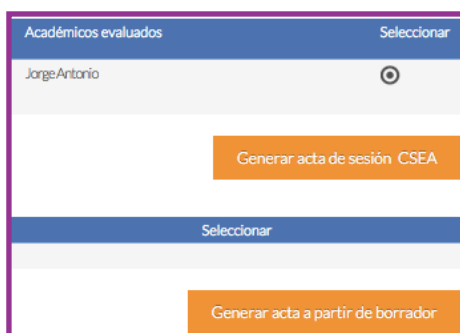 Académicos evaluados Seleccionar
Jorge Antonio
Generar acta de sesión CSEA
Seleccionar
Generar acta a partir de borrador